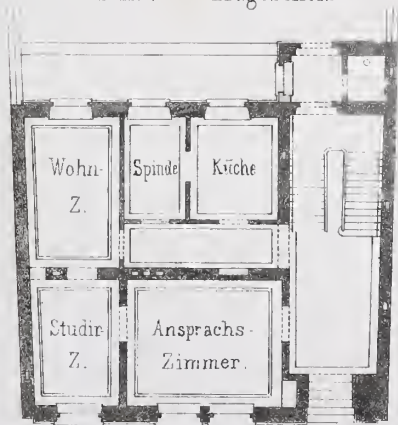 Wohn-
Z.
Spinde
Küche
Studir-
Z.
Ansprachs-
Zimmer.